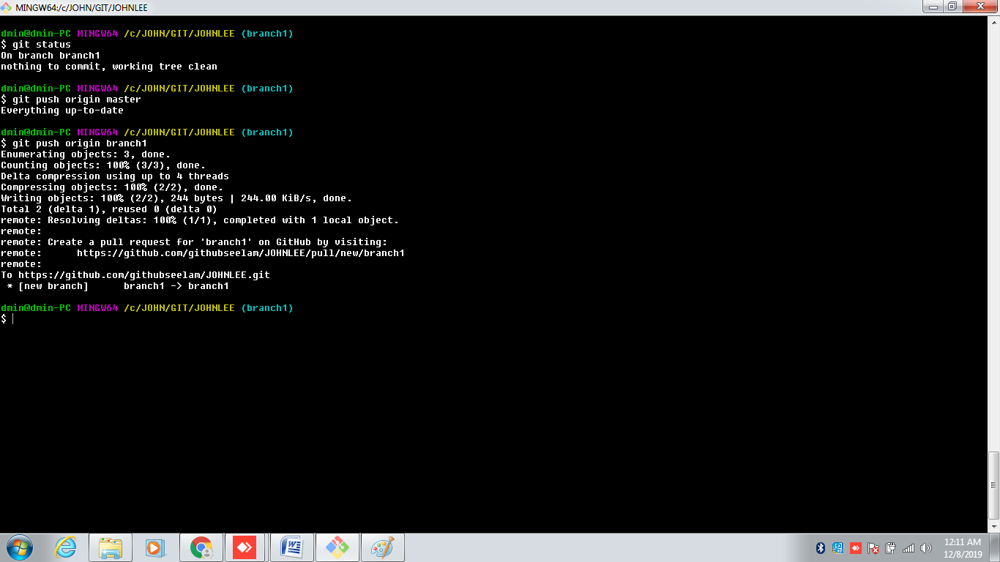 MINGW64:/c/JOHN/GIT/JOHNLEE
dmin@dmin-PC MINGW64 /c/JOHN/GIT/JOHNLEE (branch1)
$ git status
On branch branch1
nothing to commit, working tree clean
dmin@dmin-PC MINGW64 /c/JOHN/GIT/JOHNLEE (branch1)
$ git push origin master
Everything up-to-date
dmin@dmin-PC MINGW64 /c/JOHN/GIT/JOHNLEE (branch1)
$ git push origin branch1
Enumerating objects: 3, done.
Counting objects: 100% (3/3), done.
Delta compression using up to 4 threads
Compressing objects: 100% (2/2), done.
Writing objects: 100% (2/2), 244 bytes | 244.00 KiB/s, done.
Total 2 (delta 1), reused 0 (delta 0)
remote: Resolving deltas: 100% (1/1), completed with 1 local object.
remote:
remote: Create a pull request for 'branch1' on GitHub by visiting:
remote:      https://github.com/githubseelam/JOHNLEE/pull/new/branch1
remote:
To https://github.com/githubseelam/JOHNLEE.git
 * [new branch]      branch1 -> branch1
dmin@dmin-PC MINGW64 /c/JOHN/GIT/JOHNLEE (branch1)
$
12:11 AM
12/8/2019